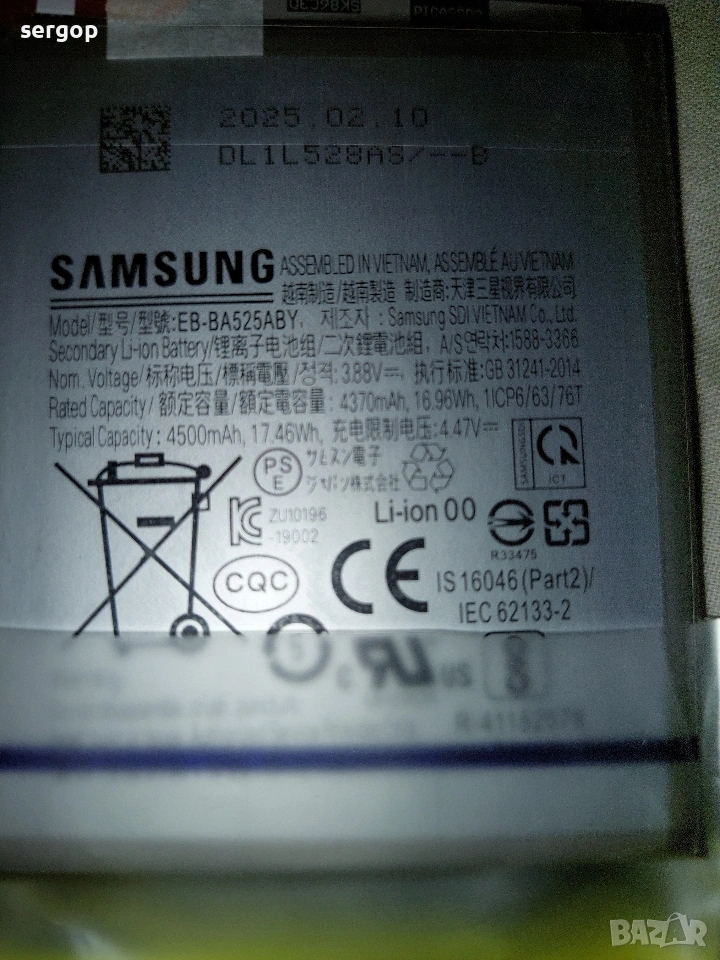 sergop
SK86C3D
2025.02.10
DL1L528AS/--B
SAMSUNG
ASSEMBLED IN VIETNAM, ASSEMBLÉ AU VIETNAM
越南制造/越南製造 制造商:天津三星视界有限公司
Model/型号/型號:EB-BA525ABY, 제조자 : Samsung SDI VIETNAM Co., Ltd.
Secondary Li-ion Battery/锂离子电池组/二次鋰電池組, A/S연락처:1588-3366
Nom. Voltage/标称电压/標稱電壓/정격: 3.88V⎓ 执行标准:GB 31241-2014
Rated Capacity/ 额定容量/額定電容量 : 4370mAh, 16.96Wh, 1ICP6/63/76T
Typical Capacity : 4500mAh, 17.46Wh, 充电限制电压: 4.47V⎓
PS E
サムスン電子
ジャパン株式会社
SAMSUNG SDI
ICT
ZU10196
-19002
Li-ion 00
R33475
CQC
CE
IS 16046 (Part2)/
IEC 62133-2
US
BAZAR